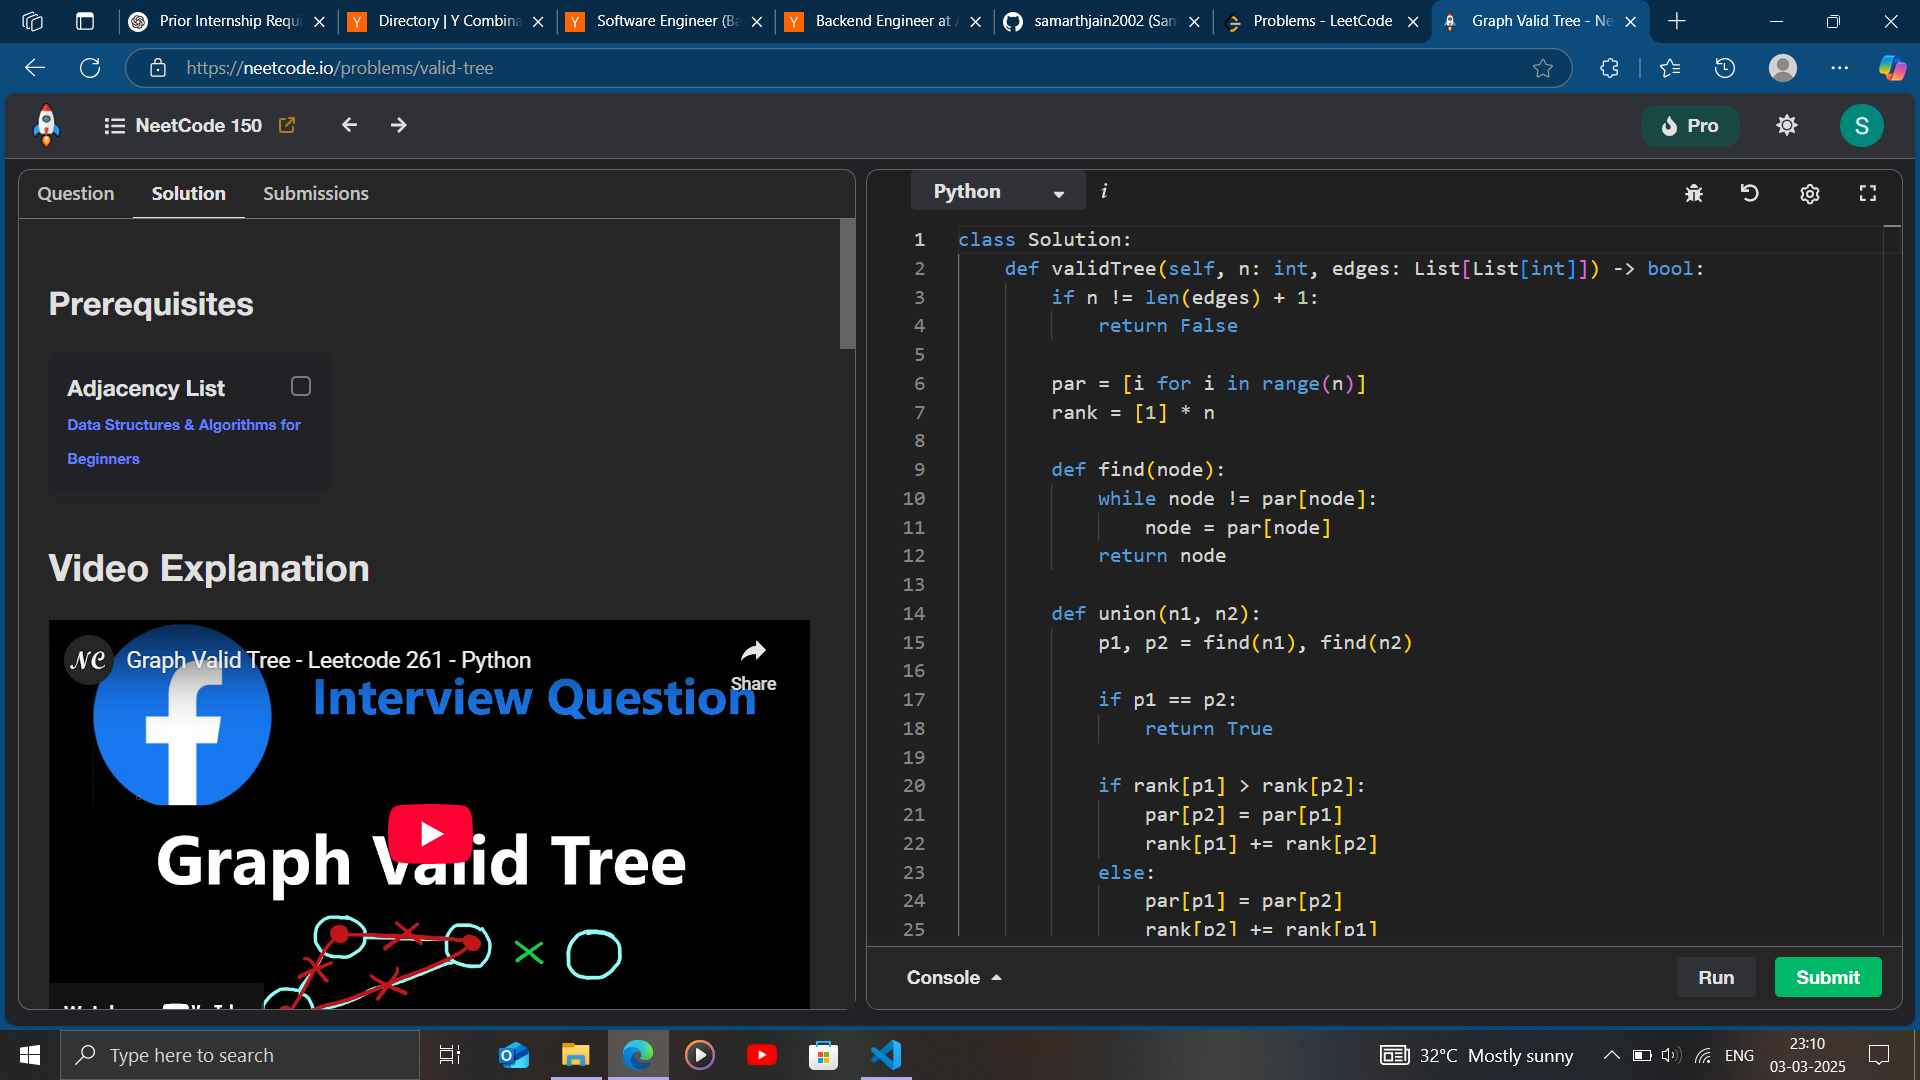 Prior Internship Requi
Directory | Y Combina
Software Engineer (Ba
Backend Engineer at A
samarthjain2002 (Sam
Problems - LeetCode
Graph Valid Tree - Ne
https://neetcode.io/problems/valid-tree
NeetCode 150
Pro
S
Question
Solution
Submissions
Prerequisites
Adjacency List
Data Structures & Algorithms for
Beginners
Video Explanation
NC
Graph Valid Tree - Leetcode 261 - Python
Share
Interview Question
Graph Valid Tree
Python
i
1 class Solution:
2     def validTree(self, n: int, edges: List[List[int]]) -> bool:
3         if n != len(edges) + 1:
4             return False
5
6         par = [i for i in range(n)]
7         rank = [1] * n
8
9         def find(node):
10             while node != par[node]:
11                 node = par[node]
12             return node
13
14         def union(n1, n2):
15             p1, p2 = find(n1), find(n2)
16
17             if p1 == p2:
18                 return True
19
20             if rank[p1] > rank[p2]:
21                 par[p2] = par[p1]
22                 rank[p1] += rank[p2]
23             else:
24                 par[p1] = par[p2]
25                 rank[p2] += rank[p1]
Console
Run
Submit
Type here to search
32°C Mostly sunny
ENG
23:10
03-03-2025